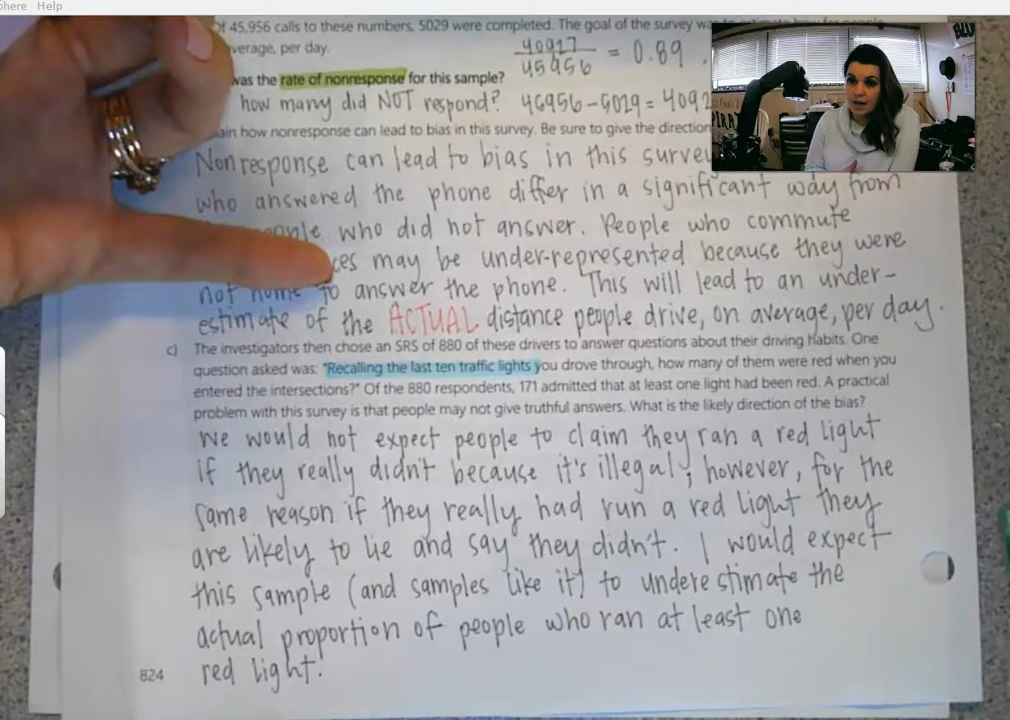 Help
of 45,956 calls to these numbers, 5029 were completed. The goal of the survey
average, per day.
40927
45956 = 0.89
was the rate of nonresponse for this sample?
how many did NOT respond? 46956-5029=4092
ain how nonresponse can lead to bias in this survey. Be sure to give the direction
Nonresponse can lead to bias in this survey
who answered the phone differ in a significant way from
who did not answer. People who commute
may be under-represented because they were
not home to answer the phone. This will lead to an under-
estimate of the ACTUAL distance people drive, on average, per day.
c) The investigators then chose an SRS of 880 of these drivers to answer questions about their driving habits. One
question asked was: "Recalling the last ten traffic lights you drove through, how many of them were red when you
entered the intersections?" Of the 880 respondents, 171 admitted that at least one light had been red. A practical
problem with this survey is that people may not give truthful answers. What is the likely direction of the bias?
We would not expect people to claim they ran a red light
if they really didn't because it's illegal; however, for the
same reason if they really had run a red light they
are likely to lie and say they didn't. I would expect
this sample (and samples like it) to underestimate the
actual proportion of people who ran at least one
red light.
824